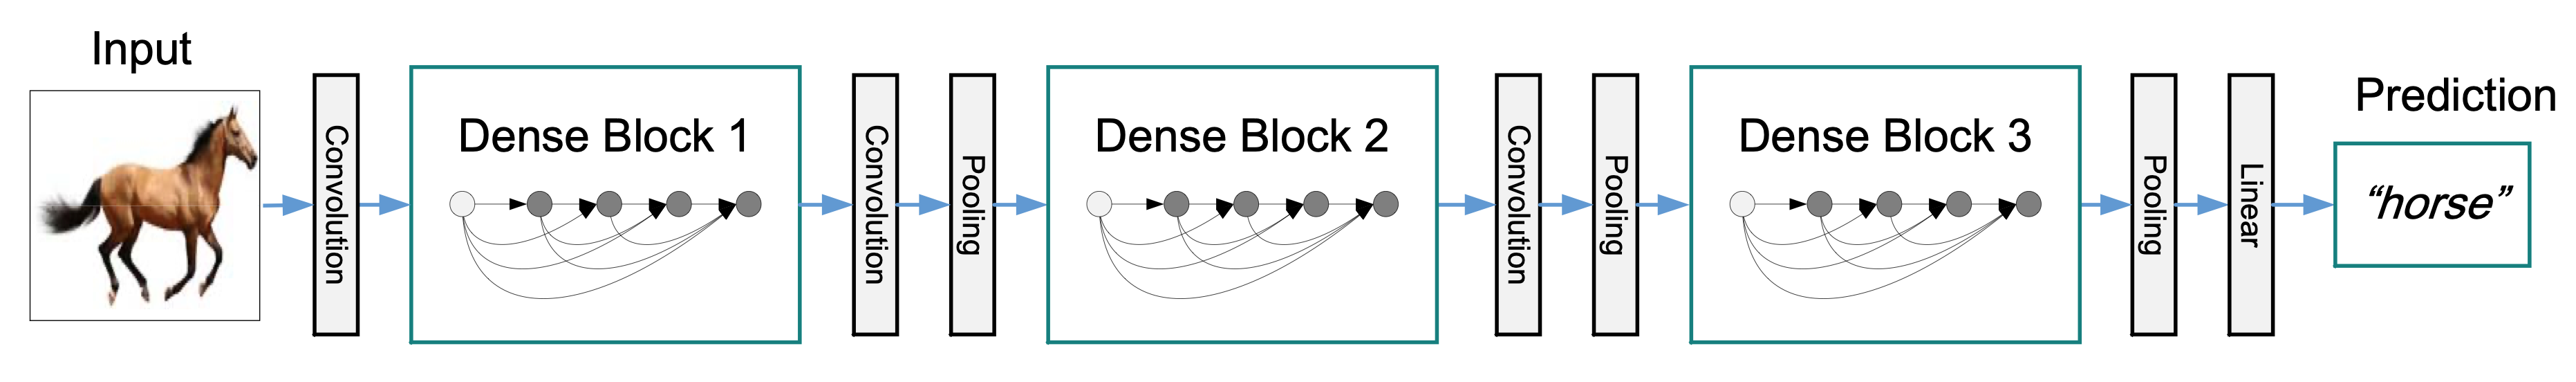 Input
Convolution
Dense Block 1
Convolution
Pooling
Dense Block 2
Convolution
Pooling
Dense Block 3
Pooling
Linear
Prediction
“horse”